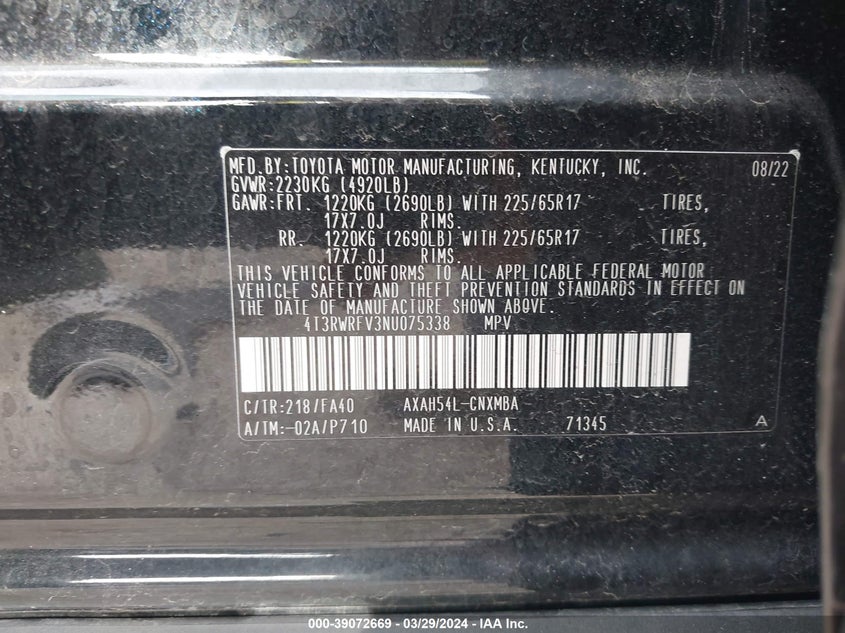 MFD.BY:TOYOTA MOTOR MANUFACTURING, KENTUCKY, INC. 08/22
GVWR:2230KG (4920LB)
GAWR:FRT. 1220KG (2690LB) WITH 225/65R17 TIRES,
17X7.0J RIMS.
RR. 1220KG (2690LB) WITH 225/65R17 TIRES,
17X7.0J RIMS.
THIS VEHICLE CONFORMS TO ALL APPLICABLE FEDERAL MOTOR
VEHICLE SAFETY AND THEFT PREVENTION STANDARDS IN EFFECT ON
THE DATE OF MANUFACTURE SHOWN ABOVE.
4T3RWRFV3NU075338 MPV
C/TR:218/FA40 AXAH54L-CNXMBA
A/TM:-02A/P710 MADE IN U.S.A. 71345 A
000-39072669 - 03/29/2024 - IAA Inc.